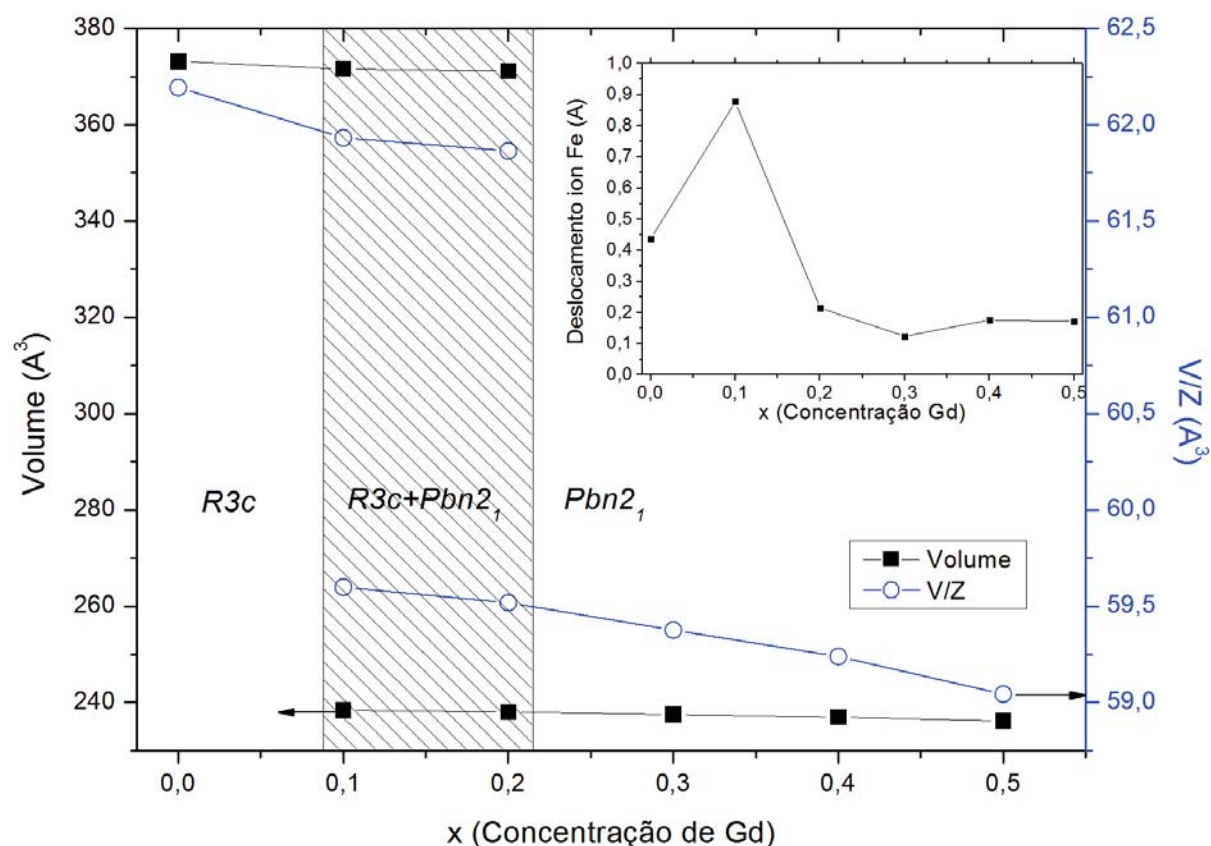 380
360
340
320
300
280
260
240
Volume (A³)
62,5
62,0
61,5
61,0
60,5
60,0
59,5
59,0
V/Z (A³)
0,0 0,1 0,2 0,3 0,4 0,5
x (Concentração de Gd)
R3c
R3c+Pbn2₁
Pbn2₁
Volume
V/Z
1,0
0,9
0,8
0,7
0,6
0,5
0,4
0,3
0,2
0,1
0,0
Deslocamento ion Fe (A)
0,0 0,1 0,2 0,3 0,4 0,5
x (Concentração Gd)